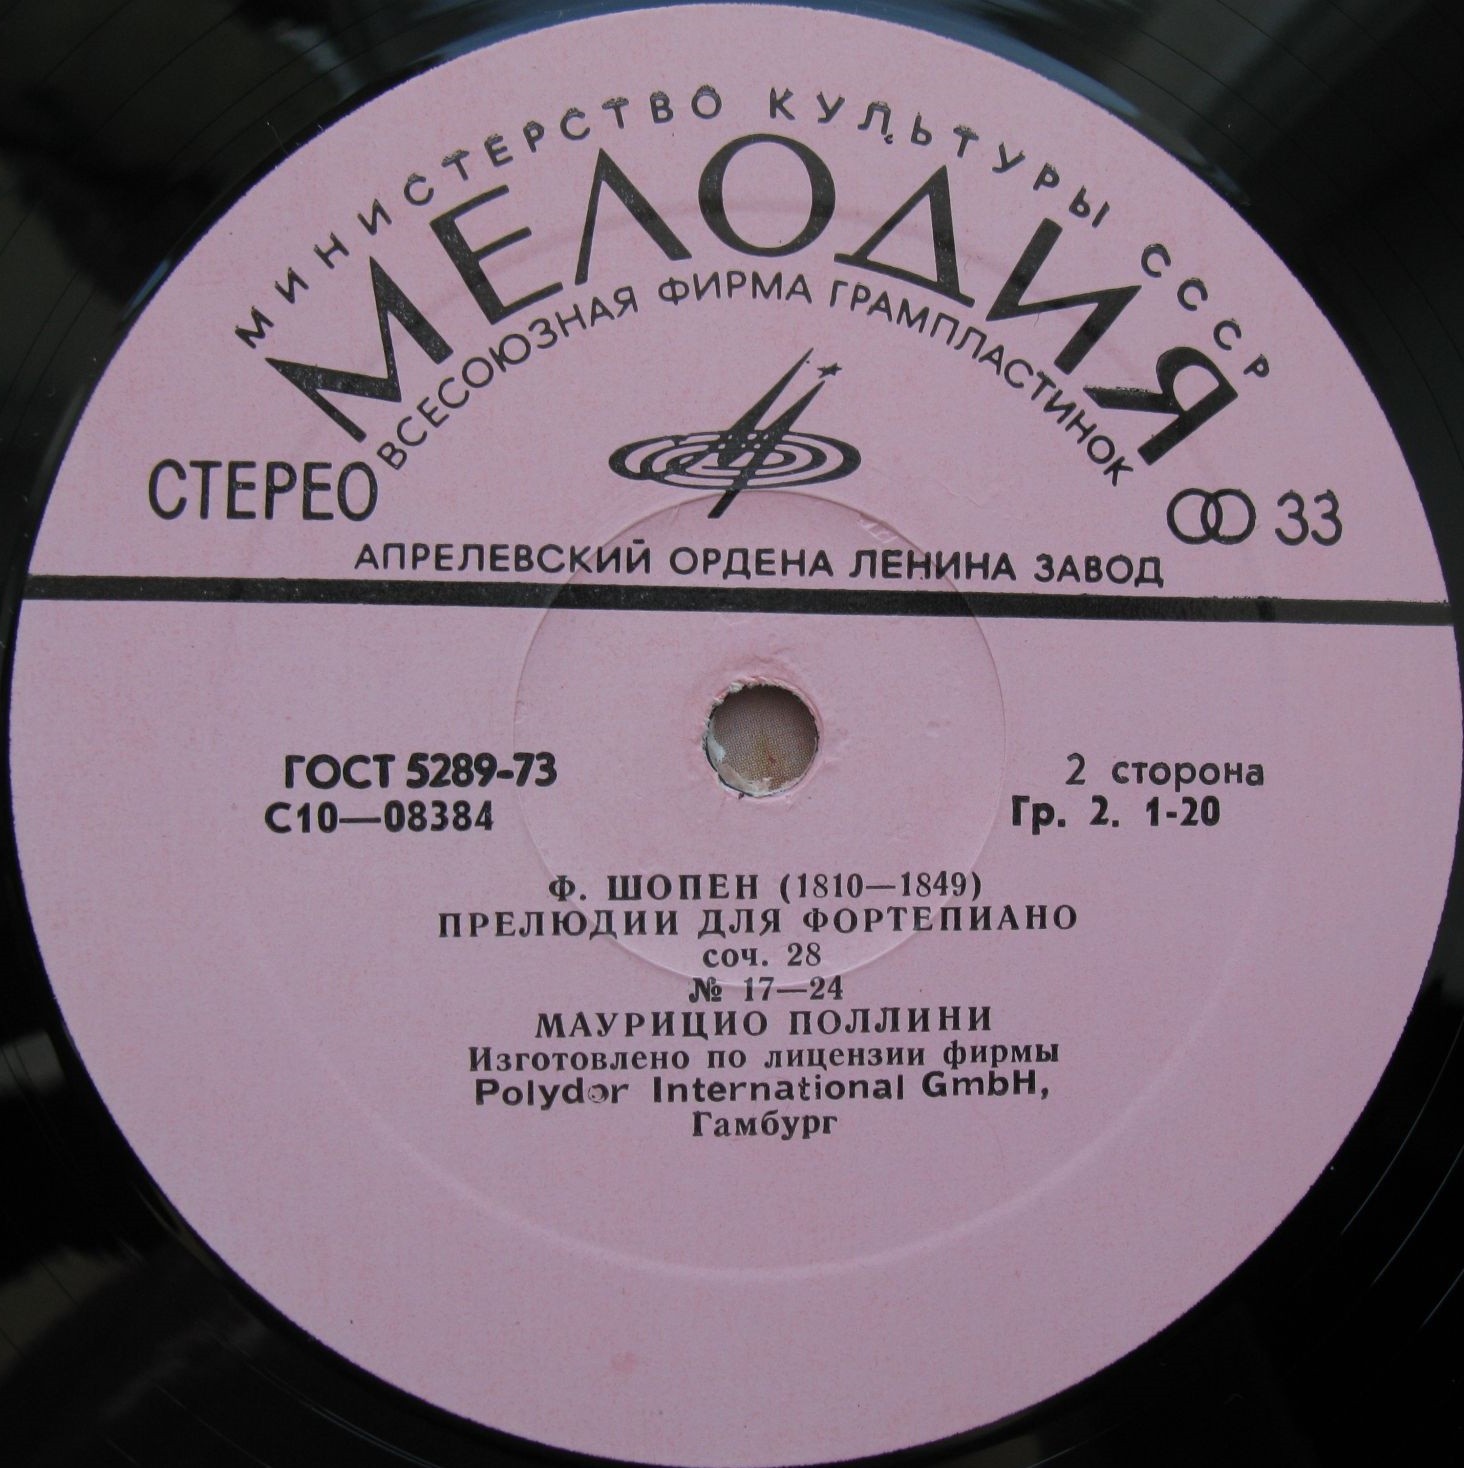 МИНИСТЕРСТВО КУЛЬТУРЫ СССР
МЕЛОДИЯ
ВСЕСОЮЗНАЯ ФИРМА ГРАМПЛАСТИНОК
СТЕРЕО
33
АПРЕЛЕВСКИЙ ОРДЕНА ЛЕНИНА ЗАВОД
ГОСТ 5289-73
С10—08384
2 сторона
Гр. 2. 1-20
Ф. ШОПЕН (1810—1849)
ПРЕЛЮДИИ ДЛЯ ФОРТЕПИАНО
соч. 28
№ 17—24
МАУРИЦИО ПОЛЛИНИ
Изготовлено по лицензии фирмы
Polydor International GmbH,
Гамбург